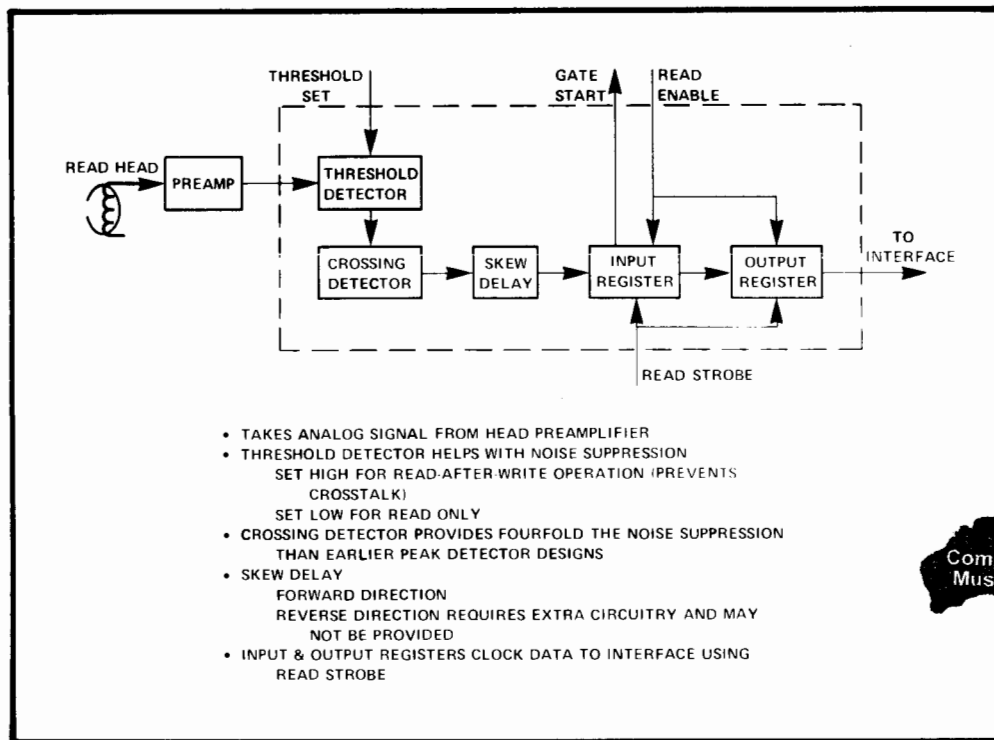 THRESHOLD
SET
GATE
START
READ
ENABLE
READ HEAD
PREAMP
THRESHOLD
DETECTOR
CROSSING
DETECTOR
SKEW
DELAY
INPUT
REGISTER
OUTPUT
REGISTER
TO
INTERFACE
READ STROBE
• TAKES ANALOG SIGNAL FROM HEAD PREAMPLIFIER
• THRESHOLD DETECTOR HELPS WITH NOISE SUPPRESSION
SET HIGH FOR READ-AFTER-WRITE OPERATION (PREVENTS
CROSSTALK)
SET LOW FOR READ ONLY
• CROSSING DETECTOR PROVIDES FOURFOLD THE NOISE SUPPRESSION
THAN EARLIER PEAK DETECTOR DESIGNS
• SKEW DELAY
FORWARD DIRECTION
REVERSE DIRECTION REQUIRES EXTRA CIRCUITRY AND MAY
NOT BE PROVIDED
• INPUT & OUTPUT REGISTERS CLOCK DATA TO INTERFACE USING
READ STROBE
Com
Mus